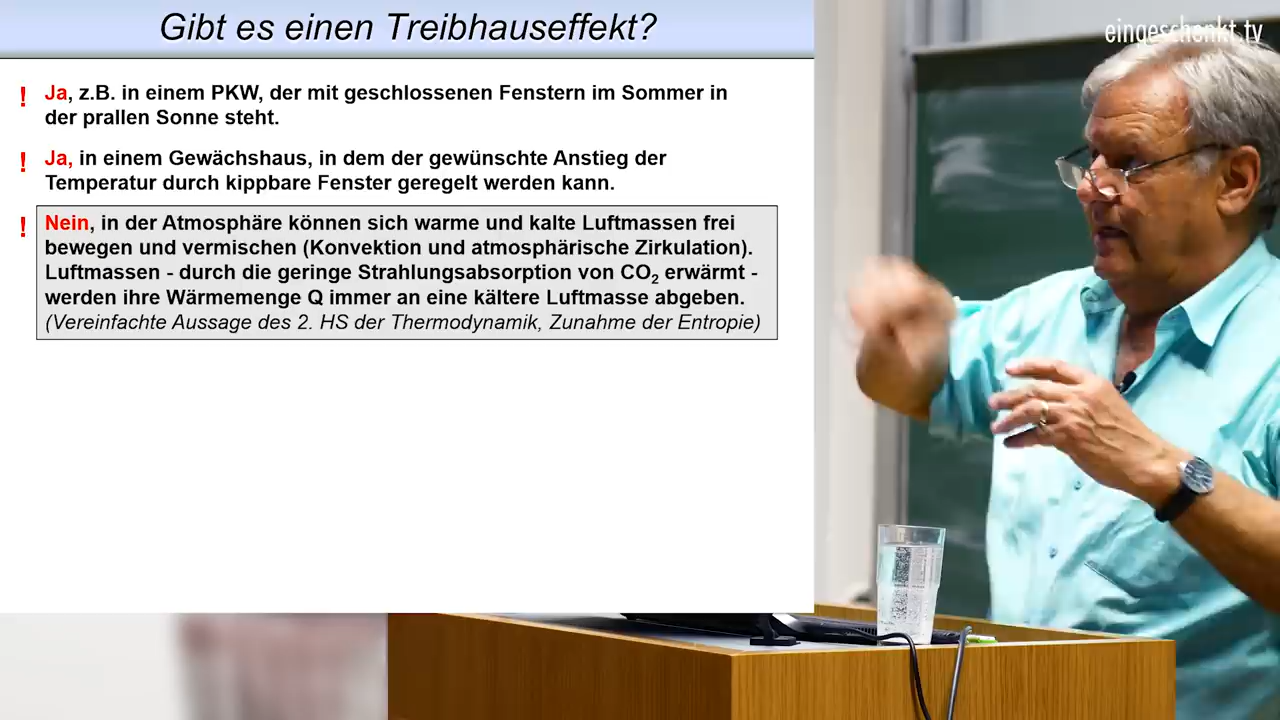 Gibt es einen Treibhauseffekt?
eingeschenkt.tv
! Ja, z.B. in einem PKW, der mit geschlossenen Fenstern im Sommer in
der prallen Sonne steht.
! Ja, in einem Gewächshaus, in dem der gewünschte Anstieg der
Temperatur durch kippbare Fenster geregelt werden kann.
! Nein, in der Atmosphäre können sich warme und kalte Luftmassen frei
bewegen und vermischen (Konvektion und atmosphärische Zirkulation).
Luftmassen - durch die geringe Strahlungsabsorption von CO₂ erwärmt -
werden ihre Wärmemenge Q immer an eine kältere Luftmasse abgeben.
(Vereinfachte Aussage des 2. HS der Thermodynamik, Zunahme der Entropie)